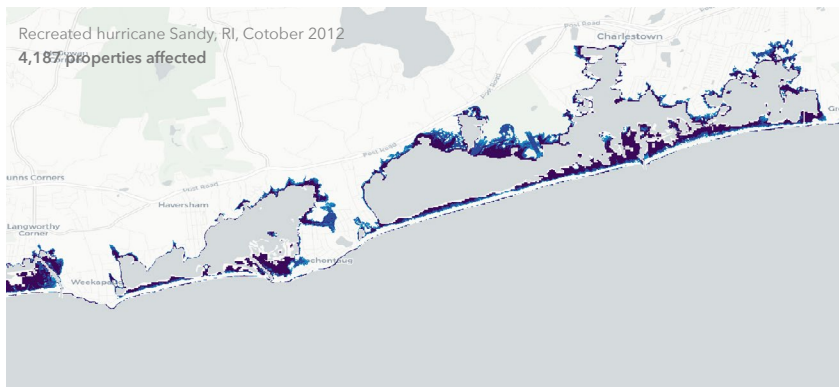 Recreated hurricane Sandy, RI, Cotober 2012
4,187 properties affected
Charlestown
Post Road
Post Road
Post Road
unns Corners
Haversham
Langworthy
Corner
Weekapaug